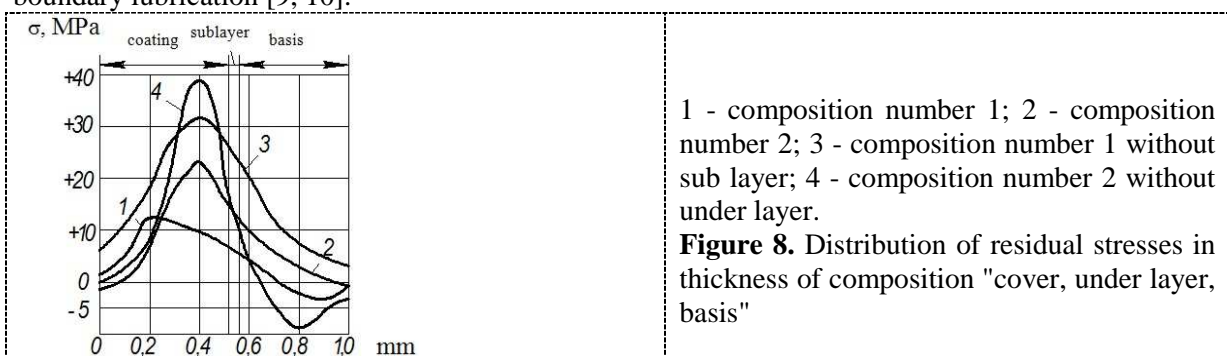 boundary lubrication [9, 10].
σ, MPa
coating sublayer basis
+40
4
+30
3
+20
1
+10
2
0
- 5
0 0,2 0,4 0,6 0,8 1,0 mm
1 - composition number 1; 2 - composition
number 2; 3 - composition number 1 without
sub layer; 4 - composition number 2 without
under layer.
Figure 8. Distribution of residual stresses in
thickness of composition "cover, under layer,
basis"